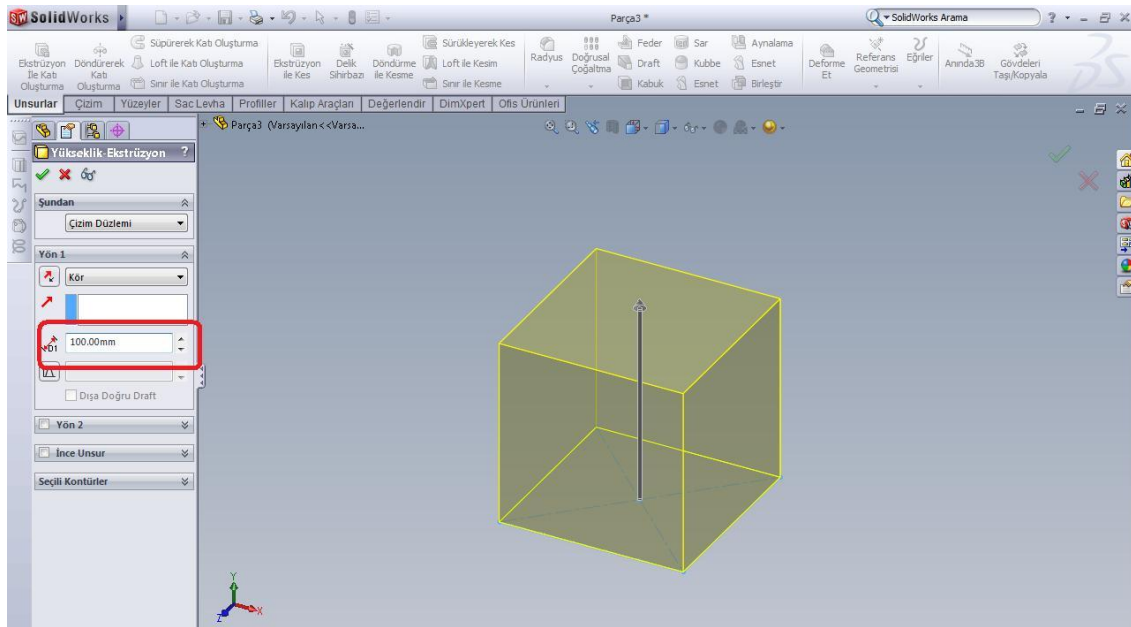 SolidWorks
Parça3 *
SolidWorks Arama
?
Ekstrüzyon İle Katı Oluşturma
Döndürerek Katı Oluşturma
Süpürerek Katı Oluşturma
Loft ile Katı Oluşturma
Sınır ile Katı Oluşturma
Ekstrüzyon ile Kes
Delik Sihirbazı
Döndürme ile Kesme
Sürükleyerek Kes
Loft ile Kesim
Sınır ile Kesme
Radyus
Doğrusal Çoğaltma
Feder
Draft
Kabuk
Sar
Kubbe
Esnet
Aynalama
Esnet
Birleştir
Deforme Et
Referans Geometrisi
Eğriler
Anında3B
Gövdeleri Taşı/Kopyala
Unsurlar Çizim Yüzeyler Sac Levha Profiller Kalıp Araçları Değerlendir DimXpert Ofis Ürünleri
Parça3 (Varsayılan<<Varsa...
Yükseklik-Ekstrüzyon ?
Şundan
Çizim Düzlemi
Yön 1
Kör
D1 100.00mm
Dışa Doğru Draft
Yön 2
İnce Unsur
Seçili Kontürler
Y
X
Z